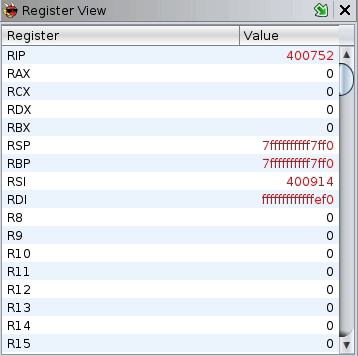 Register View
Register Value
RIP 400752
RAX 0
RCX 0
RDX 0
RBX 0
RSP 7fffffffff7ff0
RBP 7fffffffff7ff0
RSI 400914
RDI fffffffffffffef0
R8 0
R9 0
R10 0
R11 0
R12 0
R13 0
R14 0
R15 0